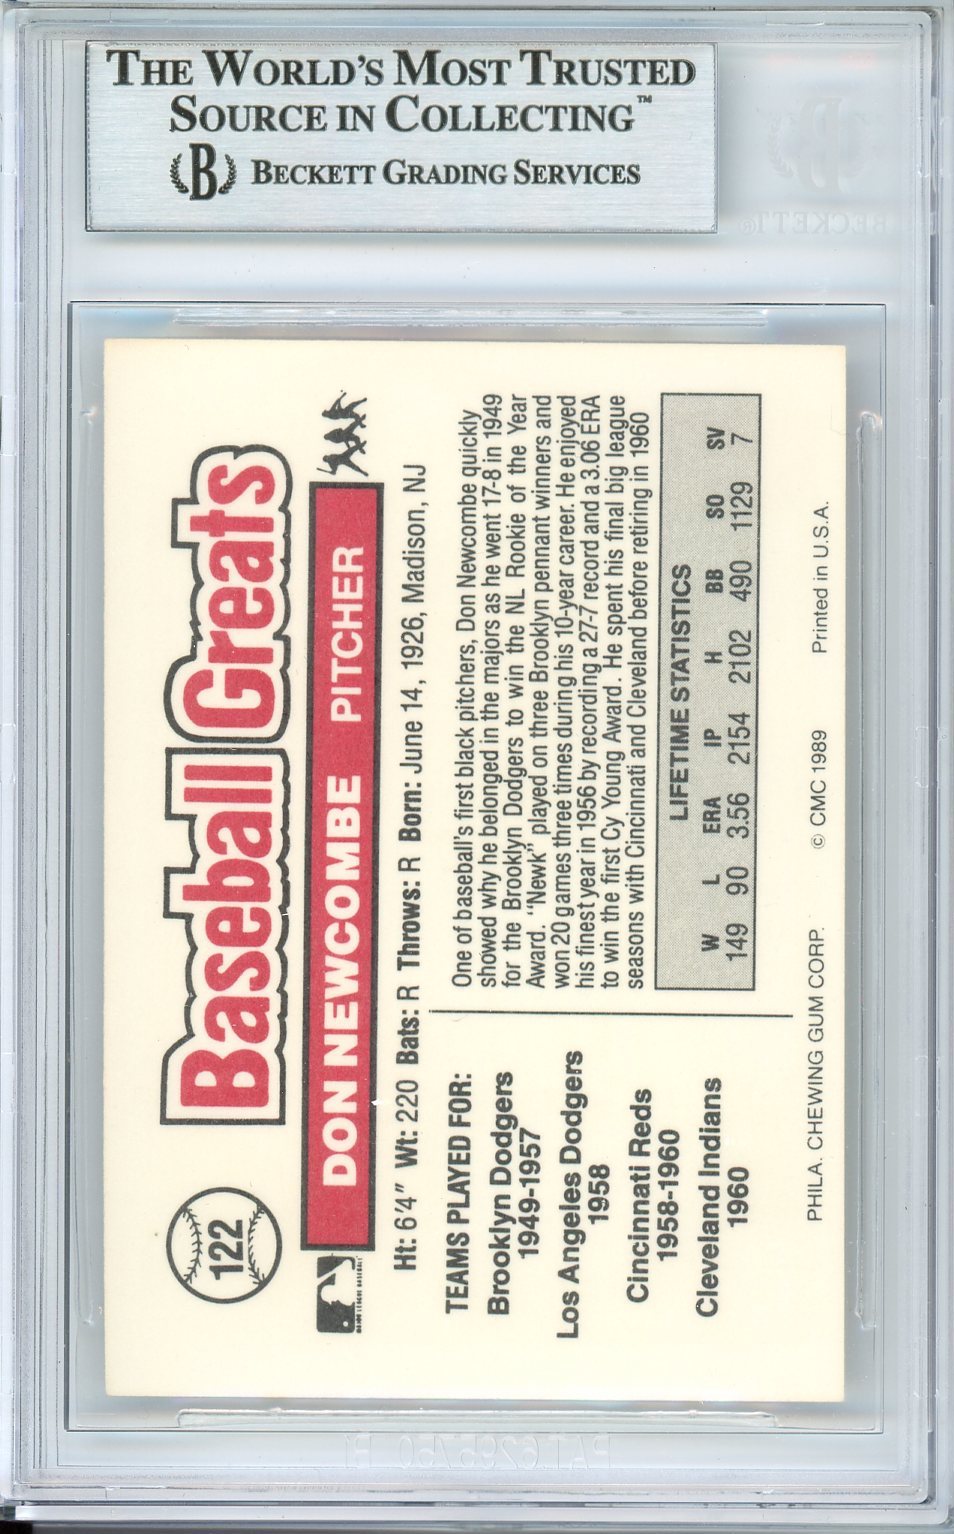 THE WORLD'S MOST TRUSTED
SOURCE IN COLLECTING™
B BECKETT GRADING SERVICES
BECKETT®
122
Baseball Greats
MAJOR LEAGUE BASEBALL
DON NEWCOMBE PITCHER
Ht: 6'4" Wt: 220 Bats: R Throws: R Born: June 14, 1926, Madison, NJ
TEAMS PLAYED FOR:
Brooklyn Dodgers
1949-1957
Los Angeles Dodgers
1958
Cincinnati Reds
1958-1960
Cleveland Indians
1960
One of baseball's first black pitchers, Don Newcombe quickly
showed why he belonged in the majors as he went 17-8 in 1949
for the Brooklyn Dodgers to win the NL Rookie of the Year
Award. "Newk" played on three Brooklyn pennant winners and
won 20 games three times during his 10-year career. He enjoyed
his finest year in 1956 by recording a 27-7 record and a 3.06 ERA
to win the first Cy Young Award. He spent his final big league
seasons with Cincinnati and Cleveland before retiring in 1960
LIFETIME STATISTICS
W L ERA IP H BB SO SV
149 90 3.56 2154 2102 490 1129 7
PHILA. CHEWING GUM CORP. © CMC 1989 Printed in U.S.A.